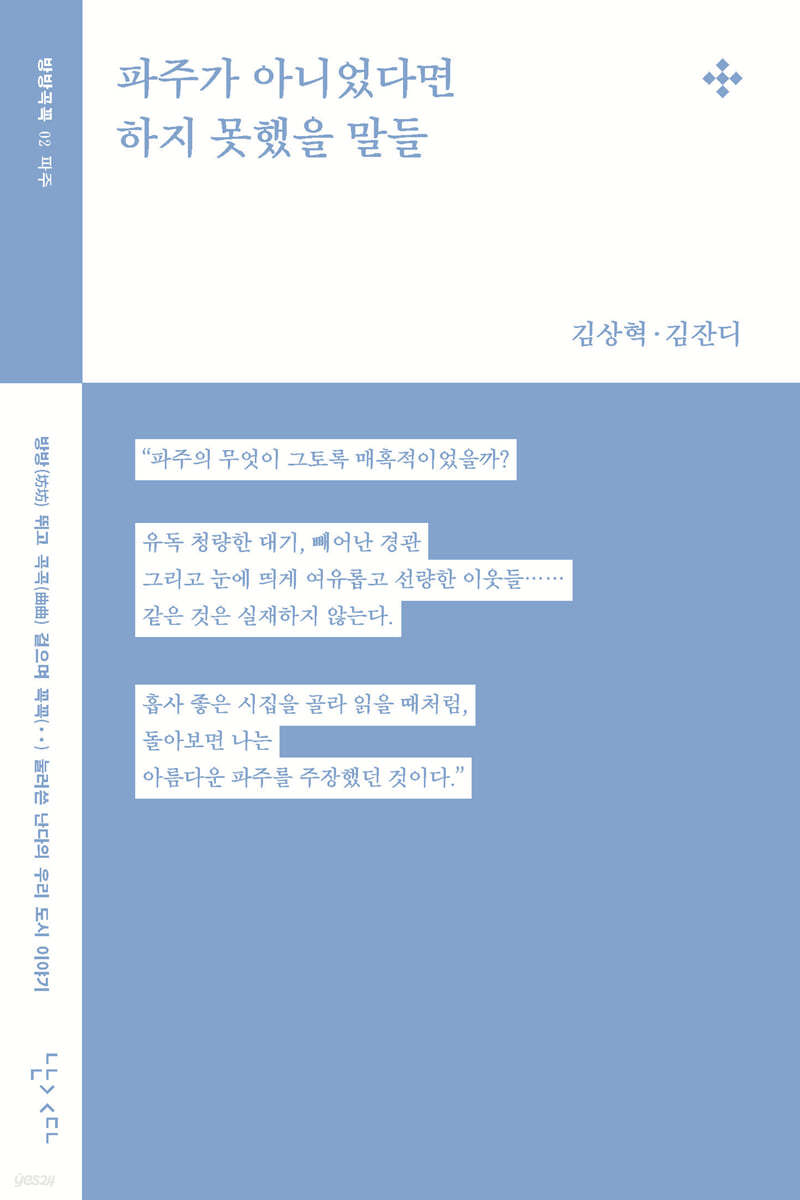 파주가 아니었다면
하지 못했을 말들
김상혁·김잔디
“파주의 무엇이 그토록 매혹적이었을까?
유독 청량한 대기, 빼어난 경관
그리고 눈에 띄게 여유롭고 선량한 이웃들……
같은 것은 실재하지 않는다.
흡사 좋은 시집을 골라 읽을 때처럼,
돌아보면 나는
아름다운 파주를 주장했던 것이다.”
방방곡곡 02 파주
방방(坊坊) 뛰고 곡곡(曲曲) 걸으며 꾹꾹(··) 눌러쓴 난다의 우리 도시 이야기
yes24